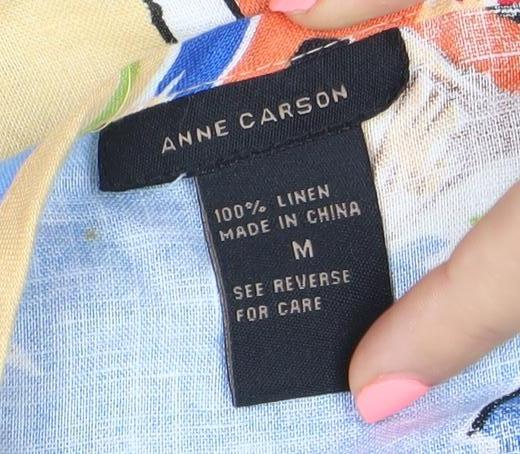 ANNE CARSON
100% LINEN
MADE IN CHINA
M
SEE REVERSE
FOR CARE